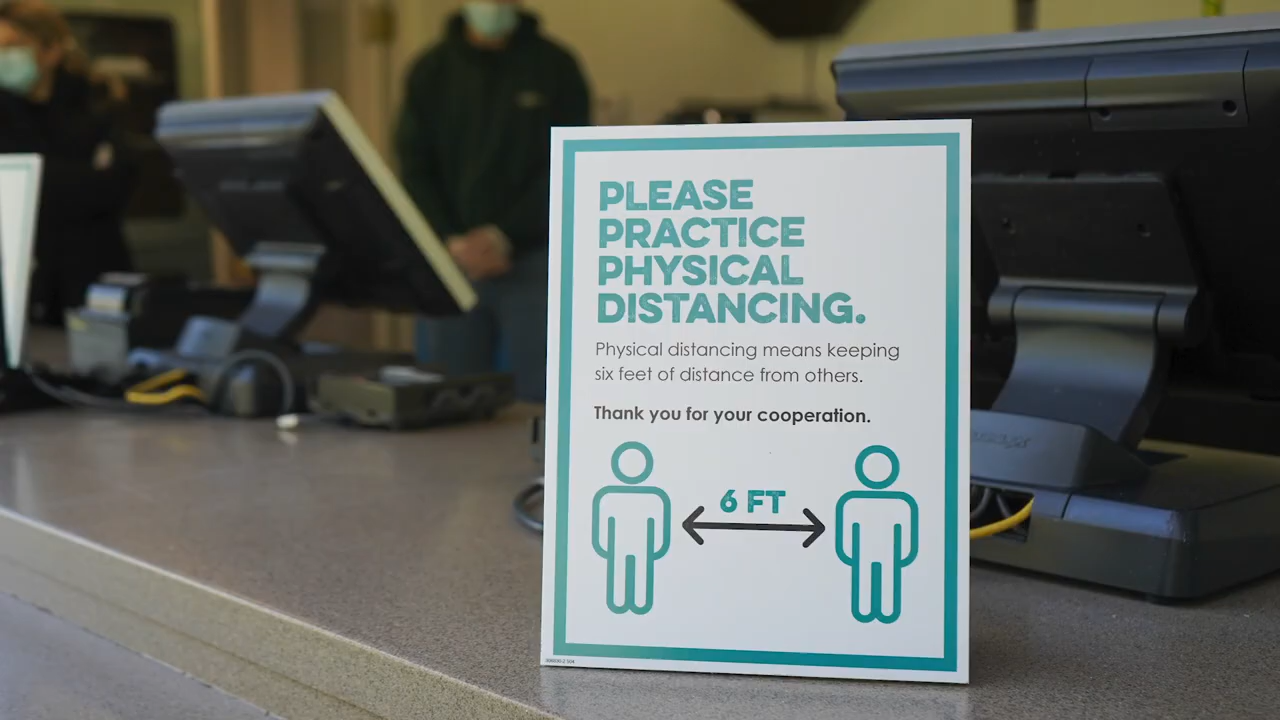 PLEASE
PRACTICE
PHYSICAL
DISTANCING.
Physical distancing means keeping
six feet of distance from others.
Thank you for your cooperation.
6 FT